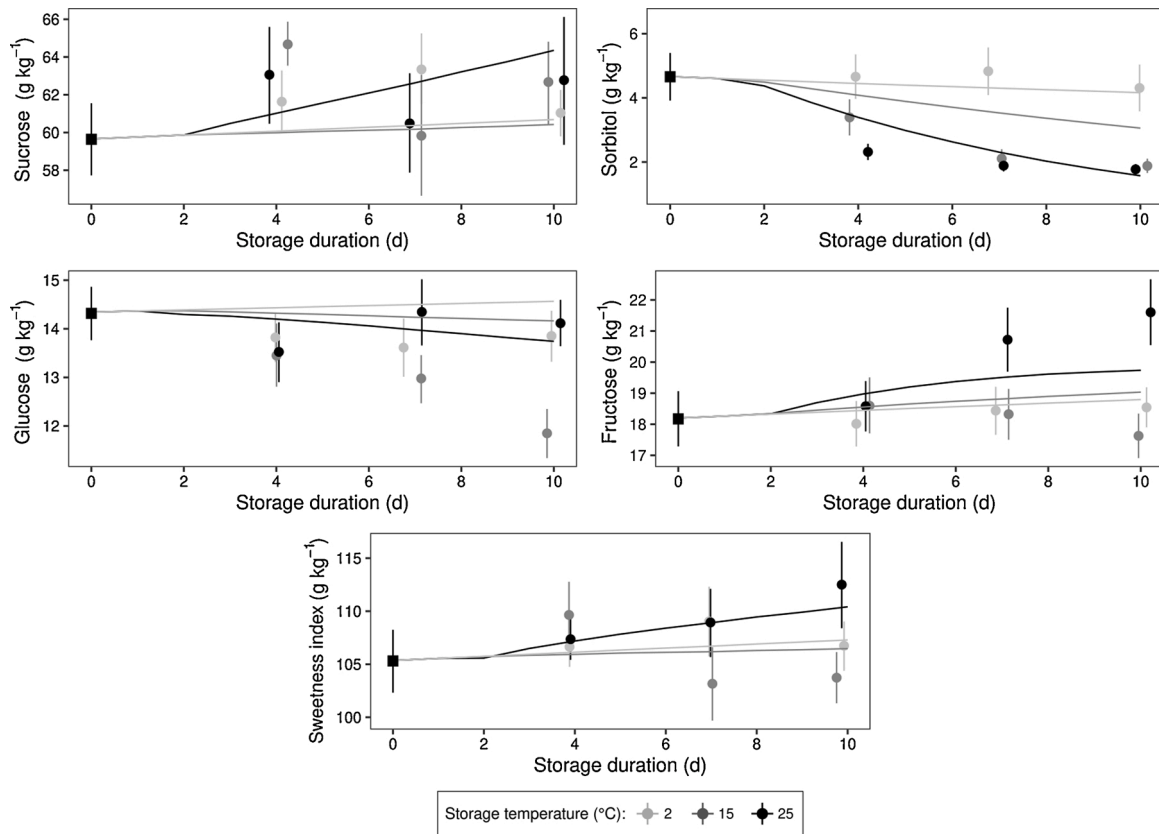 Sucrose (g kg⁻¹)
66
64
62
60
58
0 2 4 6 8 10
Storage duration (d)
Sorbitol (g kg⁻¹)
6
4
2
0 2 4 6 8 10
Storage duration (d)
Glucose (g kg⁻¹)
15
14
13
12
0 2 4 6 8 10
Storage duration (d)
Fructose (g kg⁻¹)
22
21
20
19
18
17
0 2 4 6 8 10
Storage duration (d)
Sweetness index (g kg⁻¹)
115
110
105
100
0 2 4 6 8 10
Storage duration (d)
Storage temperature (°C): 2 15 25